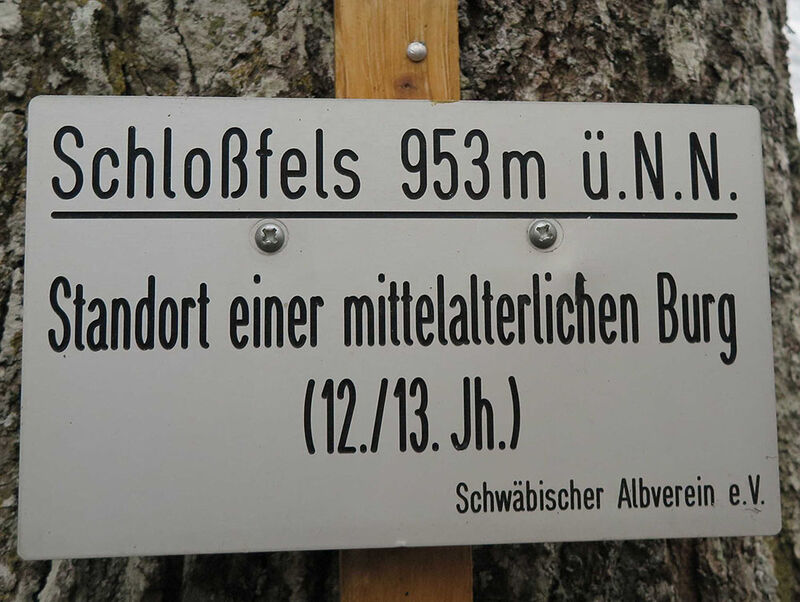 Schloßfels 953m ü.N.N.
Standort einer mittelalterlichen Burg
(12./13. Jh.)
Schwäbischer Albverein e.V.